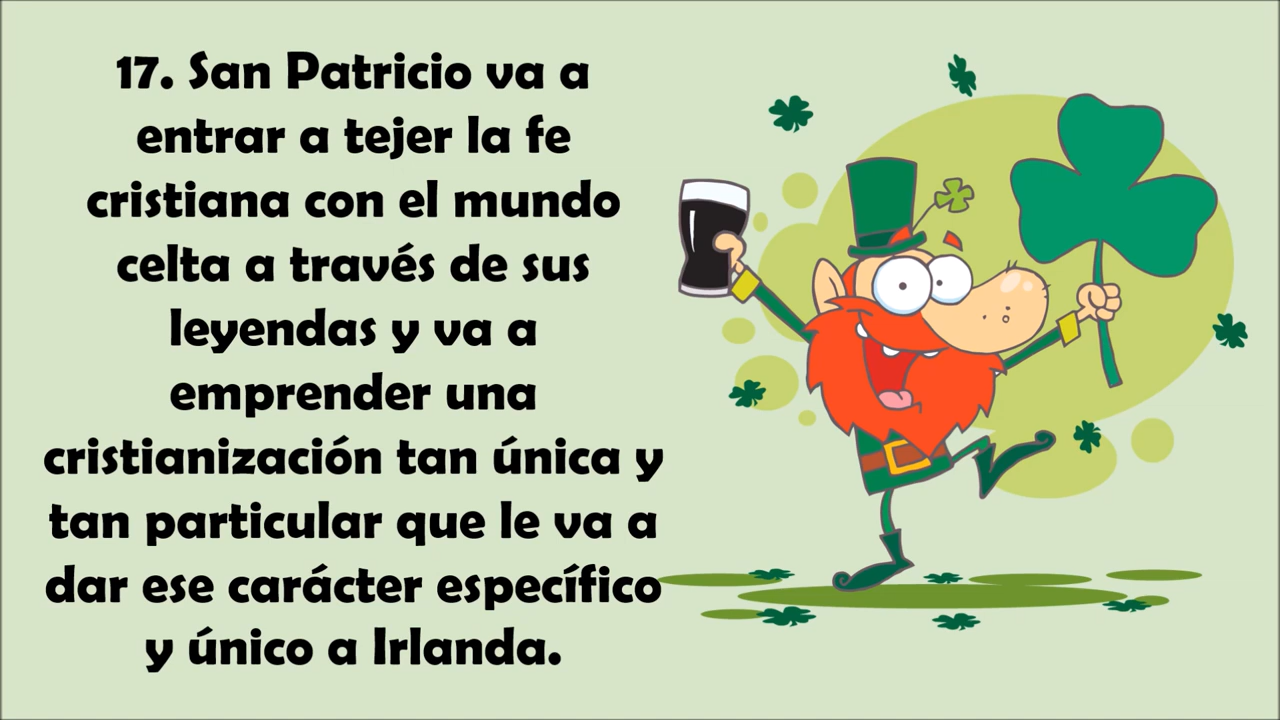 17. San Patricio va a
entrar a tejer la fe
cristiana con el mundo
celta a través de sus
leyendas y va a
emprender una
cristianización tan única y
tan particular que le va a
dar ese carácter específico
y único a Irlanda.